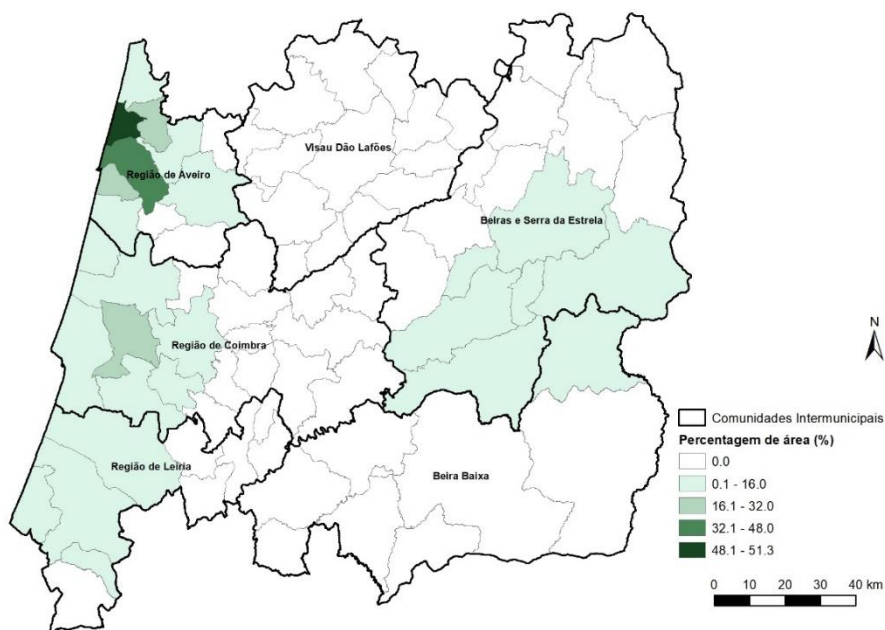 Visau Dão Lafões
Região de Aveiro
Beiras e Serra da Estrela
Região de Coimbra
Região de Leiria
Beira Baixa
N
Comunidades Intermunicipais
Percentagem de área (%)
0.0
0.1 - 16.0
16.1 - 32.0
32.1 - 48.0
48.1 - 51.3
0 10 20 30 40 km